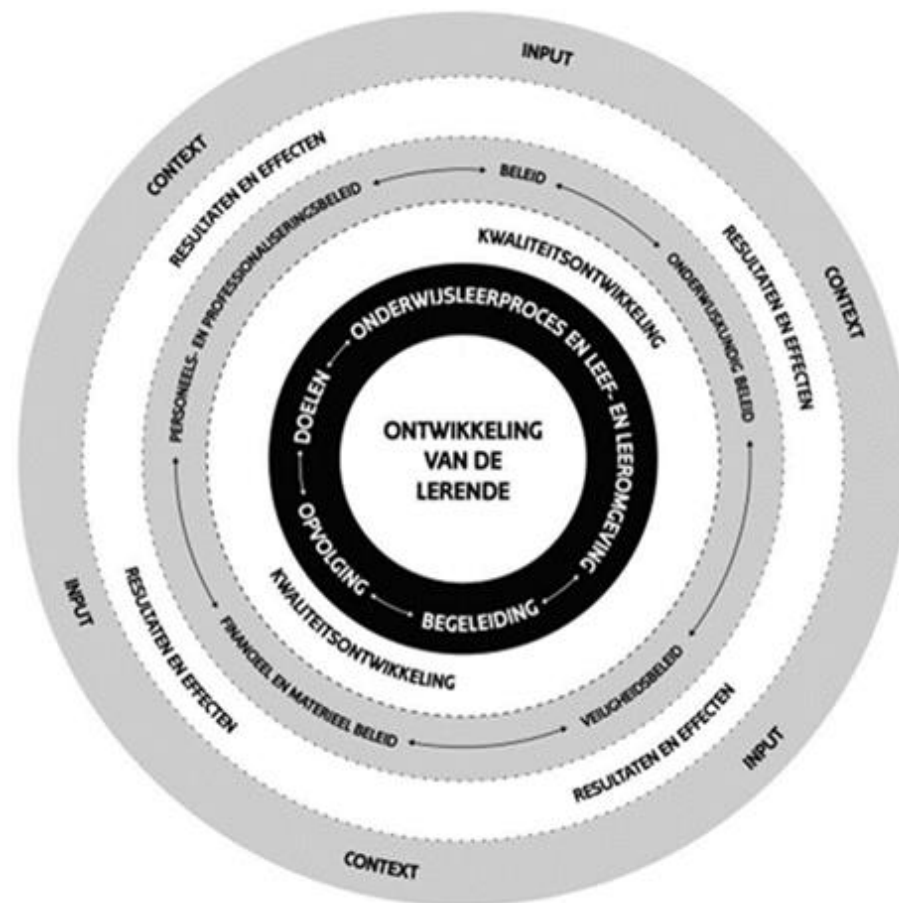 INPUT
CONTEXT
CONTEXT
INPUT
INPUT
CONTEXT
RESULTATEN EN EFFECTEN
RESULTATEN EN EFFECTEN
RESULTATEN EN EFFECTEN
RESULTATEN EN EFFECTEN
BELEID
PERSONEELS- EN PROFESSIONALISERINGSBELEID
ONDERWIJSKUNDIG BELEID
FINANCIEEL EN MATERIEEL BELEID
VEILIGHEIDSBELEID
KWALITEITSONTWIKKELING
KWALITEITSONTWIKKELING
DOELEN
ONDERWIJSLEERPROCES EN LEEF- EN LEEROMGEVING
OPVOLGING
BEGELEIDING
ONTWIKKELING
VAN DE
LERENDE